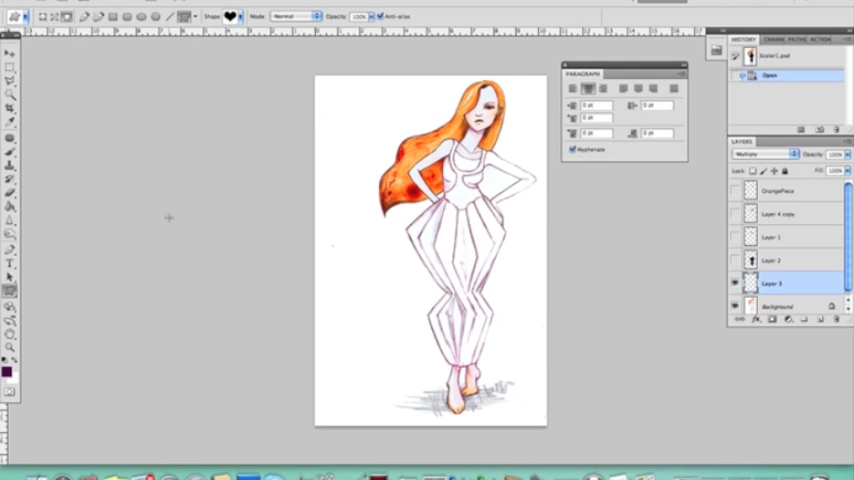 Shape:
Mode: Normal
Opacity: 100%
Anti-alias
PARAGRAPH
0 pt
0 pt
0 pt
0 pt
0 pt
Hyphenate
HISTORY
PATHS
ACTION
Open
LAYERS
Multiply
Opacity: 100%
Lock:
Fill: 100%
OrangePiece
Layer 4 copy
Layer 1
Layer 2
Layer 3
Background